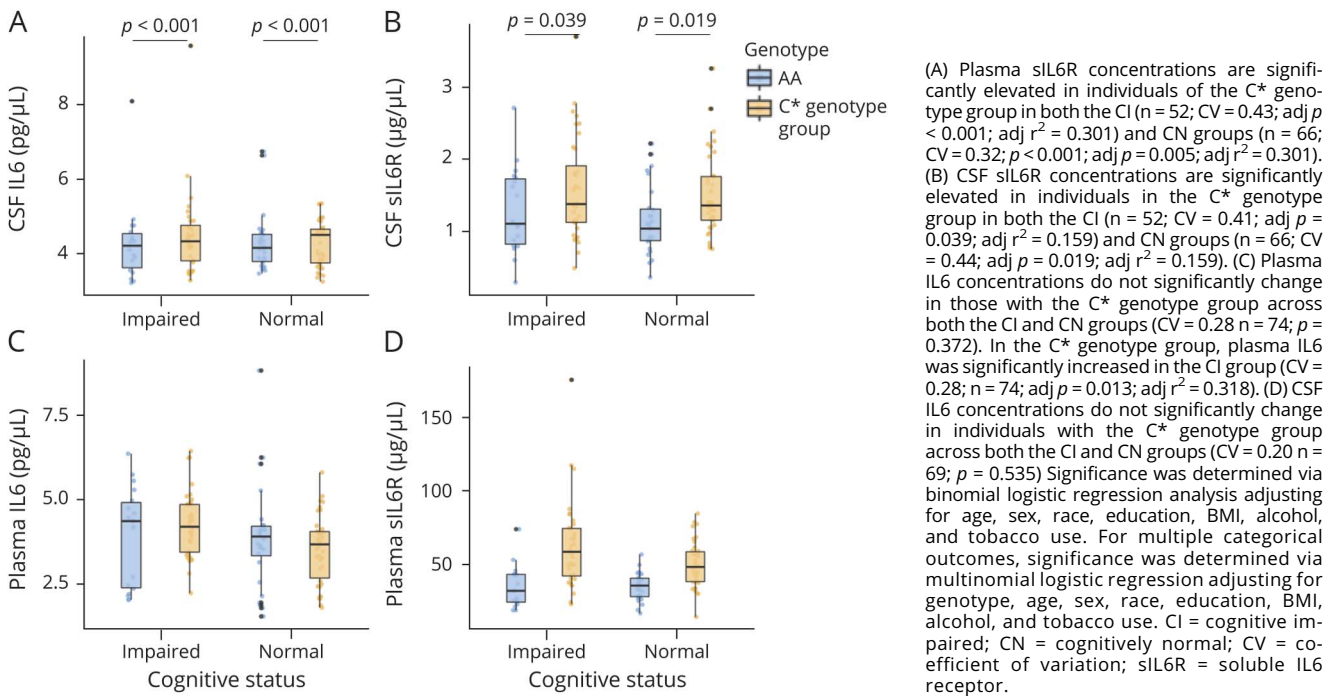 A
p < 0.001
p < 0.001
CSF IL6 (pg/µL)
8
6
4
Impaired
Normal
B
p = 0.039
p = 0.019
CSF sIL6R (µg/µL)
3
2
1
Impaired
Normal
Genotype
AA
C* genotype
group
C
Plasma IL6 (pg/µL)
7.5
5.0
2.5
Impaired
Normal
Cognitive status
D
Plasma sIL6R (µg/µL)
150
100
50
Impaired
Normal
Cognitive status
(A) Plasma sIL6R concentrations are signifi-
cantly elevated in individuals of the C* geno-
type group in both the CI (n = 52; CV = 0.43; adj p
< 0.001; adj r² = 0.301) and CN groups (n = 66;
CV = 0.32; p < 0.001; adj p = 0.005; adj r² = 0.301).
(B) CSF sIL6R concentrations are significantly
elevated in individuals in the C* genotype
group in both the CI (n = 52; CV = 0.41; adj p =
0.039; adj r² = 0.159) and CN groups (n = 66; CV
= 0.44; adj p = 0.019; adj r² = 0.159). (C) Plasma
IL6 concentrations do not significantly change
in those with the C* genotype group across
both the CI and CN groups (CV = 0.28 n = 74; p =
0.372). In the C* genotype group, plasma IL6
was significantly increased in the CI group (CV =
0.28; n = 74; adj p = 0.013; adj r² = 0.318). (D) CSF
IL6 concentrations do not significantly change
in individuals with the C* genotype group
across both the CI and CN groups (CV = 0.20 n =
69; p = 0.535) Significance was determined via
binomial logistic regression analysis adjusting
for age, sex, race, education, BMI, alcohol,
and tobacco use. For multiple categorical
outcomes, significance was determined via
multinomial logistic regression adjusting for
genotype, age, sex, race, education, BMI,
alcohol, and tobacco use. CI = cognitive im-
paired; CN = cognitively normal; CV = co-
efficient of variation; sIL6R = soluble IL6
receptor.